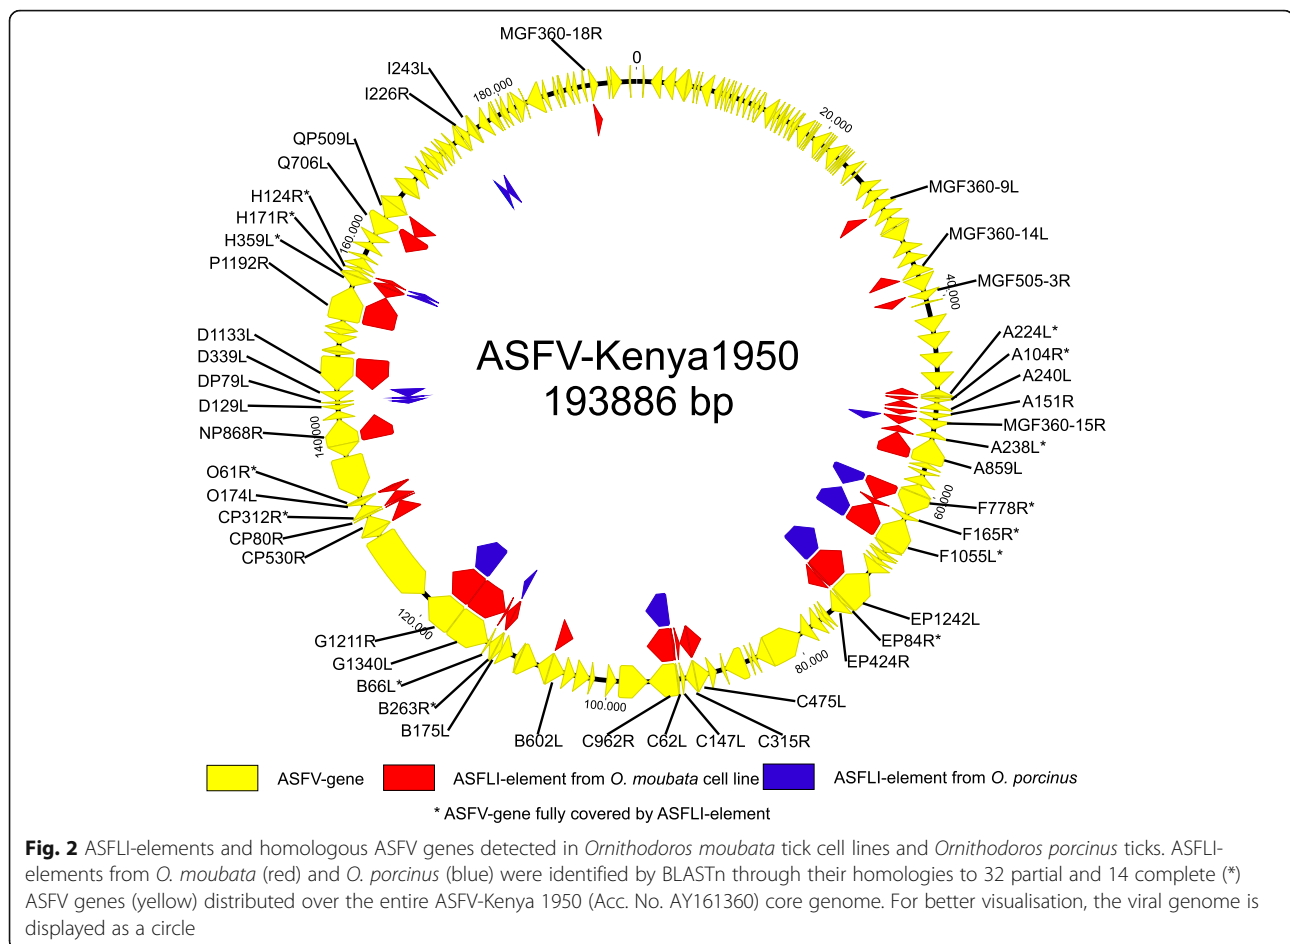 MGF360-18R
0
I243L
180.000
I226R
20.000
QP509L
Q706L
MGF360-9L
H124R*
H171R*
160.000
H359L*
MGF360-14L
P1192R
MGF505-3R
40.000
A224L*
D1133L
ASFV-Kenya1950
A104R*
D339L
A240L
DP79L
193886 bp
A151R
D129L
MGF360-15R
NP868R
140.000
A238L*
A859L
O61R*
O174L
60.000
F778R*
CP312R*
F165R*
CP80R
F1055L*
CP530R
EP1242L
120.000
G1211R
EP84R*
G1340L
80.000
EP424R
B66L*
B263R*
C475L
100.000
B175L
B602L
C962R
C62L
C147L
C315R
ASFV-gene
ASFLI-element from O. moubata cell line
ASFLI-element from O. porcinus
* ASFV-gene fully covered by ASFLI-element
Fig. 2 ASFLI-elements and homologous ASFV genes detected in Ornithodoros moubata tick cell lines and Ornithodoros porcinus ticks. ASFLI-
elements from O. moubata (red) and O. porcinus (blue) were identified by BLASTn through their homologies to 32 partial and 14 complete (*)
ASFV genes (yellow) distributed over the entire ASFV-Kenya 1950 (Acc. No. AY161360) core genome. For better visualisation, the viral genome is
displayed as a circle